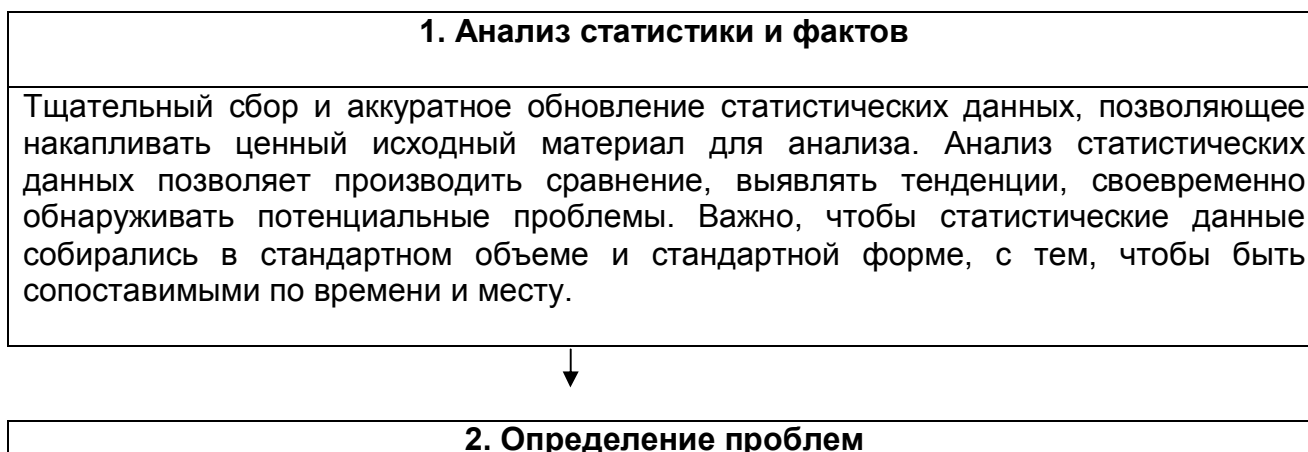 1. Анализ статистики и фактов
Тщательный сбор и аккуратное обновление статистических данных, позволяющее
накапливать ценный исходный материал для анализа. Анализ статистических
данных позволяет производить сравнение, выявлять тенденции, своевременно
обнаруживать потенциальные проблемы. Важно, чтобы статистические данные
собирались в стандартном объеме и стандартной форме, с тем, чтобы быть
сопоставимыми по времени и месту.
2. Определение проблем